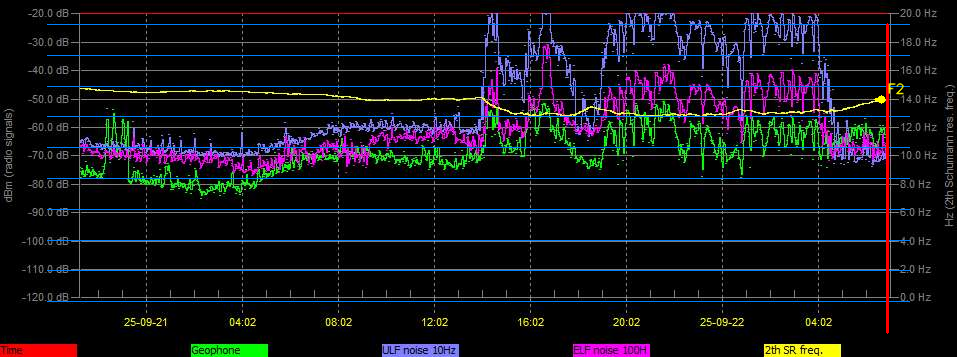 -20.0 dB 20.0 Hz
-30.0 dB 18.0 Hz
-40.0 dB 16.0 Hz
-50.0 dB 14.0 Hz
F2
-60.0 dB 12.0 Hz
-70.0 dB 10.0 Hz
-80.0 dB 8.0 Hz
-90.0 dB 6.0 Hz
-100.0 dB 4.0 Hz
-110.0 dB 2.0 Hz
-120.0 dB 0.0 Hz
dBm (radio signals)
Hz (2th Schumann res. freq.)
25-09-21 04:02 08:02 12:02 16:02 20:02 25-09-22 04:02
Time Geophone ULF noise 10Hz ELF noise 100H 2th SR freq.